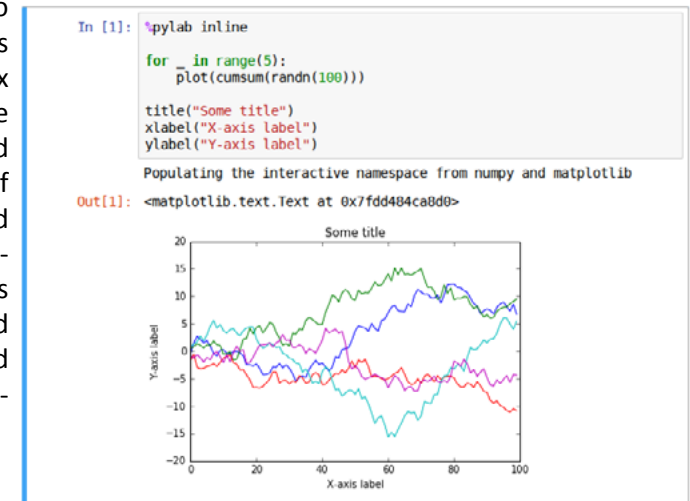 In [1]: %pylab inline
for _ in range(5):
    plot(cumsum(randn(100)))
title("Some title")
xlabel("X-axis label")
ylabel("Y-axis label")
Populating the interactive namespace from numpy and matplotlib
Out[1]: <matplotlib.text.Text at 0x7fdd484ca8d0>
Some title
20
15
10
5
0
−5
−10
−15
−20
Y-axis label
0 20 40 60 80 100
X-axis label